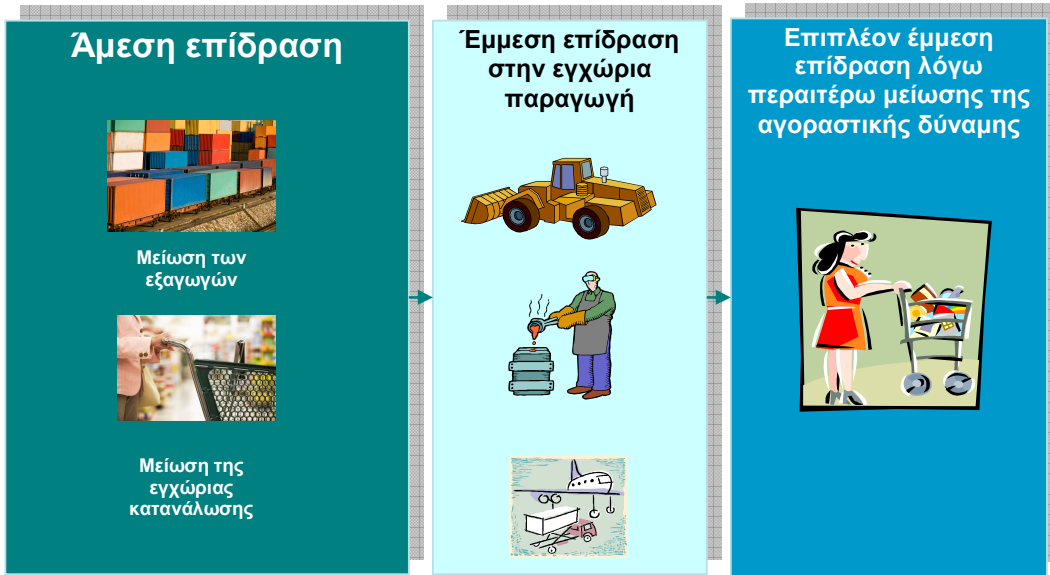 Άμεση επίδραση
Μείωση των
εξαγωγών
Μείωση της
εγχώριας
κατανάλωσης
Έμμεση επίδραση
στην εγχώρια
παραγωγή
Επιπλέον έμμεση
επίδραση λόγω
περαιτέρω μείωσης της
αγοραστικής δύναμης